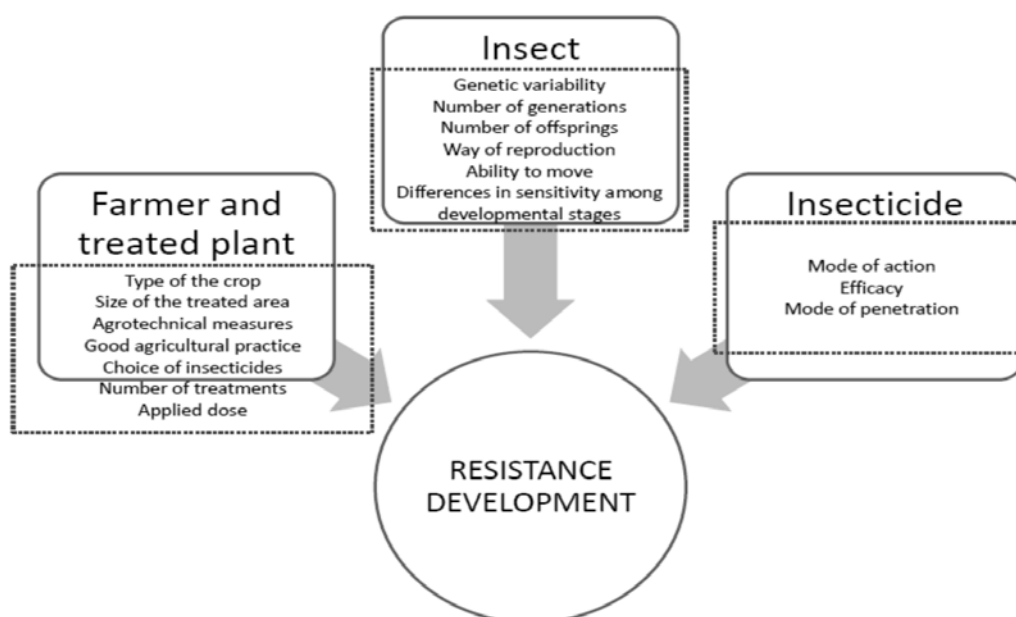 Insect
Genetic variability
Number of generations
Number of offsprings
Way of reproduction
Ability to move
Differences in sensitivity among
developmental stages
Farmer and
treated plant
Type of the crop
Size of the treated area
Agrotechnical measures
Good agricultural practice
Choice of insecticides
Number of treatments
Applied dose
Insecticide
Mode of action
Efficacy
Mode of penetration
RESISTANCE
DEVELOPMENT